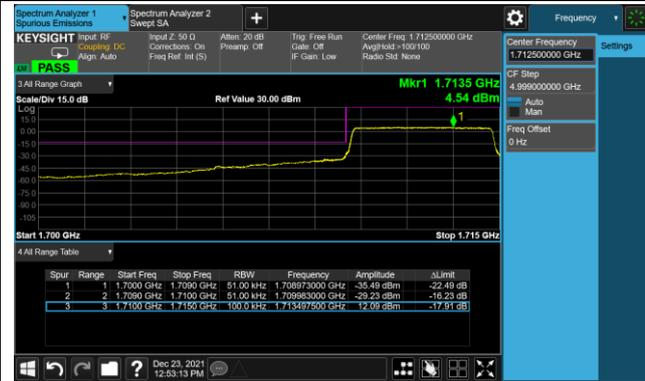 Spectrum Analyzer 1
Spurious Emissions
Spectrum Analyzer 2
Swept SA
+
Frequency
KEYSIGHT
Input: RF
Coupling: DC
Align: Auto
Input Z: 50 Ω
Corrections: On
Freq Ref: Int (S)
Atten: 20 dB
Preamp: Off
Trig: Free Run
Gate: Off
IF Gain: Low
Center Freq: 1.712500000 GHz
Avg|Hold:>100/100
Radio Std: None
PASS
Center Frequency
1.712500000 GHz
Settings
CF Step
4.999000000 GHz
Auto
Man
Freq Offset
0 Hz
3 All Range Graph
Mkr1 1.7135 GHz
Scale/Div 15.0 dB
Ref Value 30.00 dBm
4.54 dBm
Log
15.0
0.00
-15.0
-30.0
-45.0
-60.0
-75.0
-90.0
-105
1
Start 1.700 GHz
Stop 1.715 GHz
4 All Range Table
Spur Range Start Freq Stop Freq RBW Frequency Amplitude ΔLimit
1 1 1.7000 GHz 1.7090 GHz 51.00 kHz 1.708973000 GHz -35.49 dBm -22.49 dB
2 2 1.7090 GHz 1.7100 GHz 51.00 kHz 1.709983000 GHz -29.23 dBm -16.23 dB
3 3 1.7100 GHz 1.7150 GHz 100.0 kHz 1.713497500 GHz 12.09 dBm -17.91 dB
?
Dec 23, 2021
12:53:13 PM